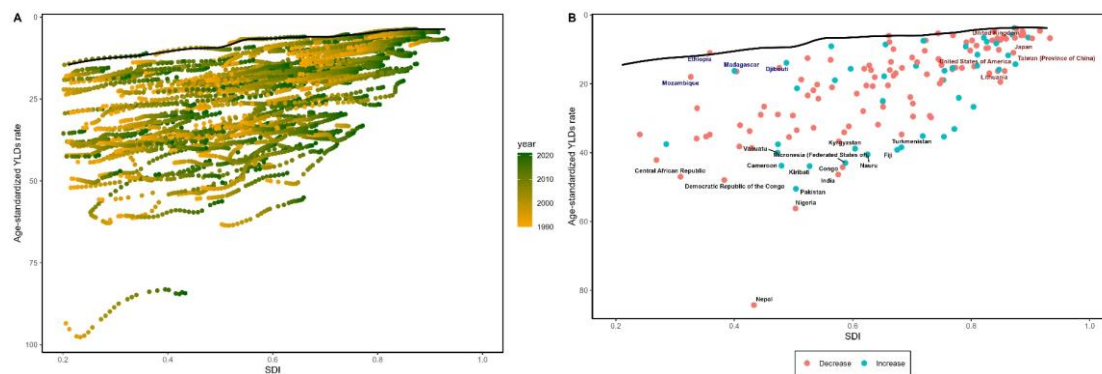 A
0
25
50
75
100
Age-standardized YLDs rate
0.2
0.4
0.6
0.8
1.0
SDI
year
2020
2010
2000
1990
B
0
20
40
60
80
Age-standardized YLDs rate
United Kingdom
Japan
Ethiopia
United States of America
Taiwan (Province of China)
Madagascar
Djibouti
Mozambique
Lithuania
Kyrgyzstan
Turkmenistan
Vanuatu
Micronesia (Federated States of)
Fiji
Cameroon
Kiribati
Congo
Nauru
Central African Republic
India
Democratic Republic of the Congo
Pakistan
Nigeria
Nepal
0.2
0.4
0.6
0.8
1.0
SDI
Decrease
Increase